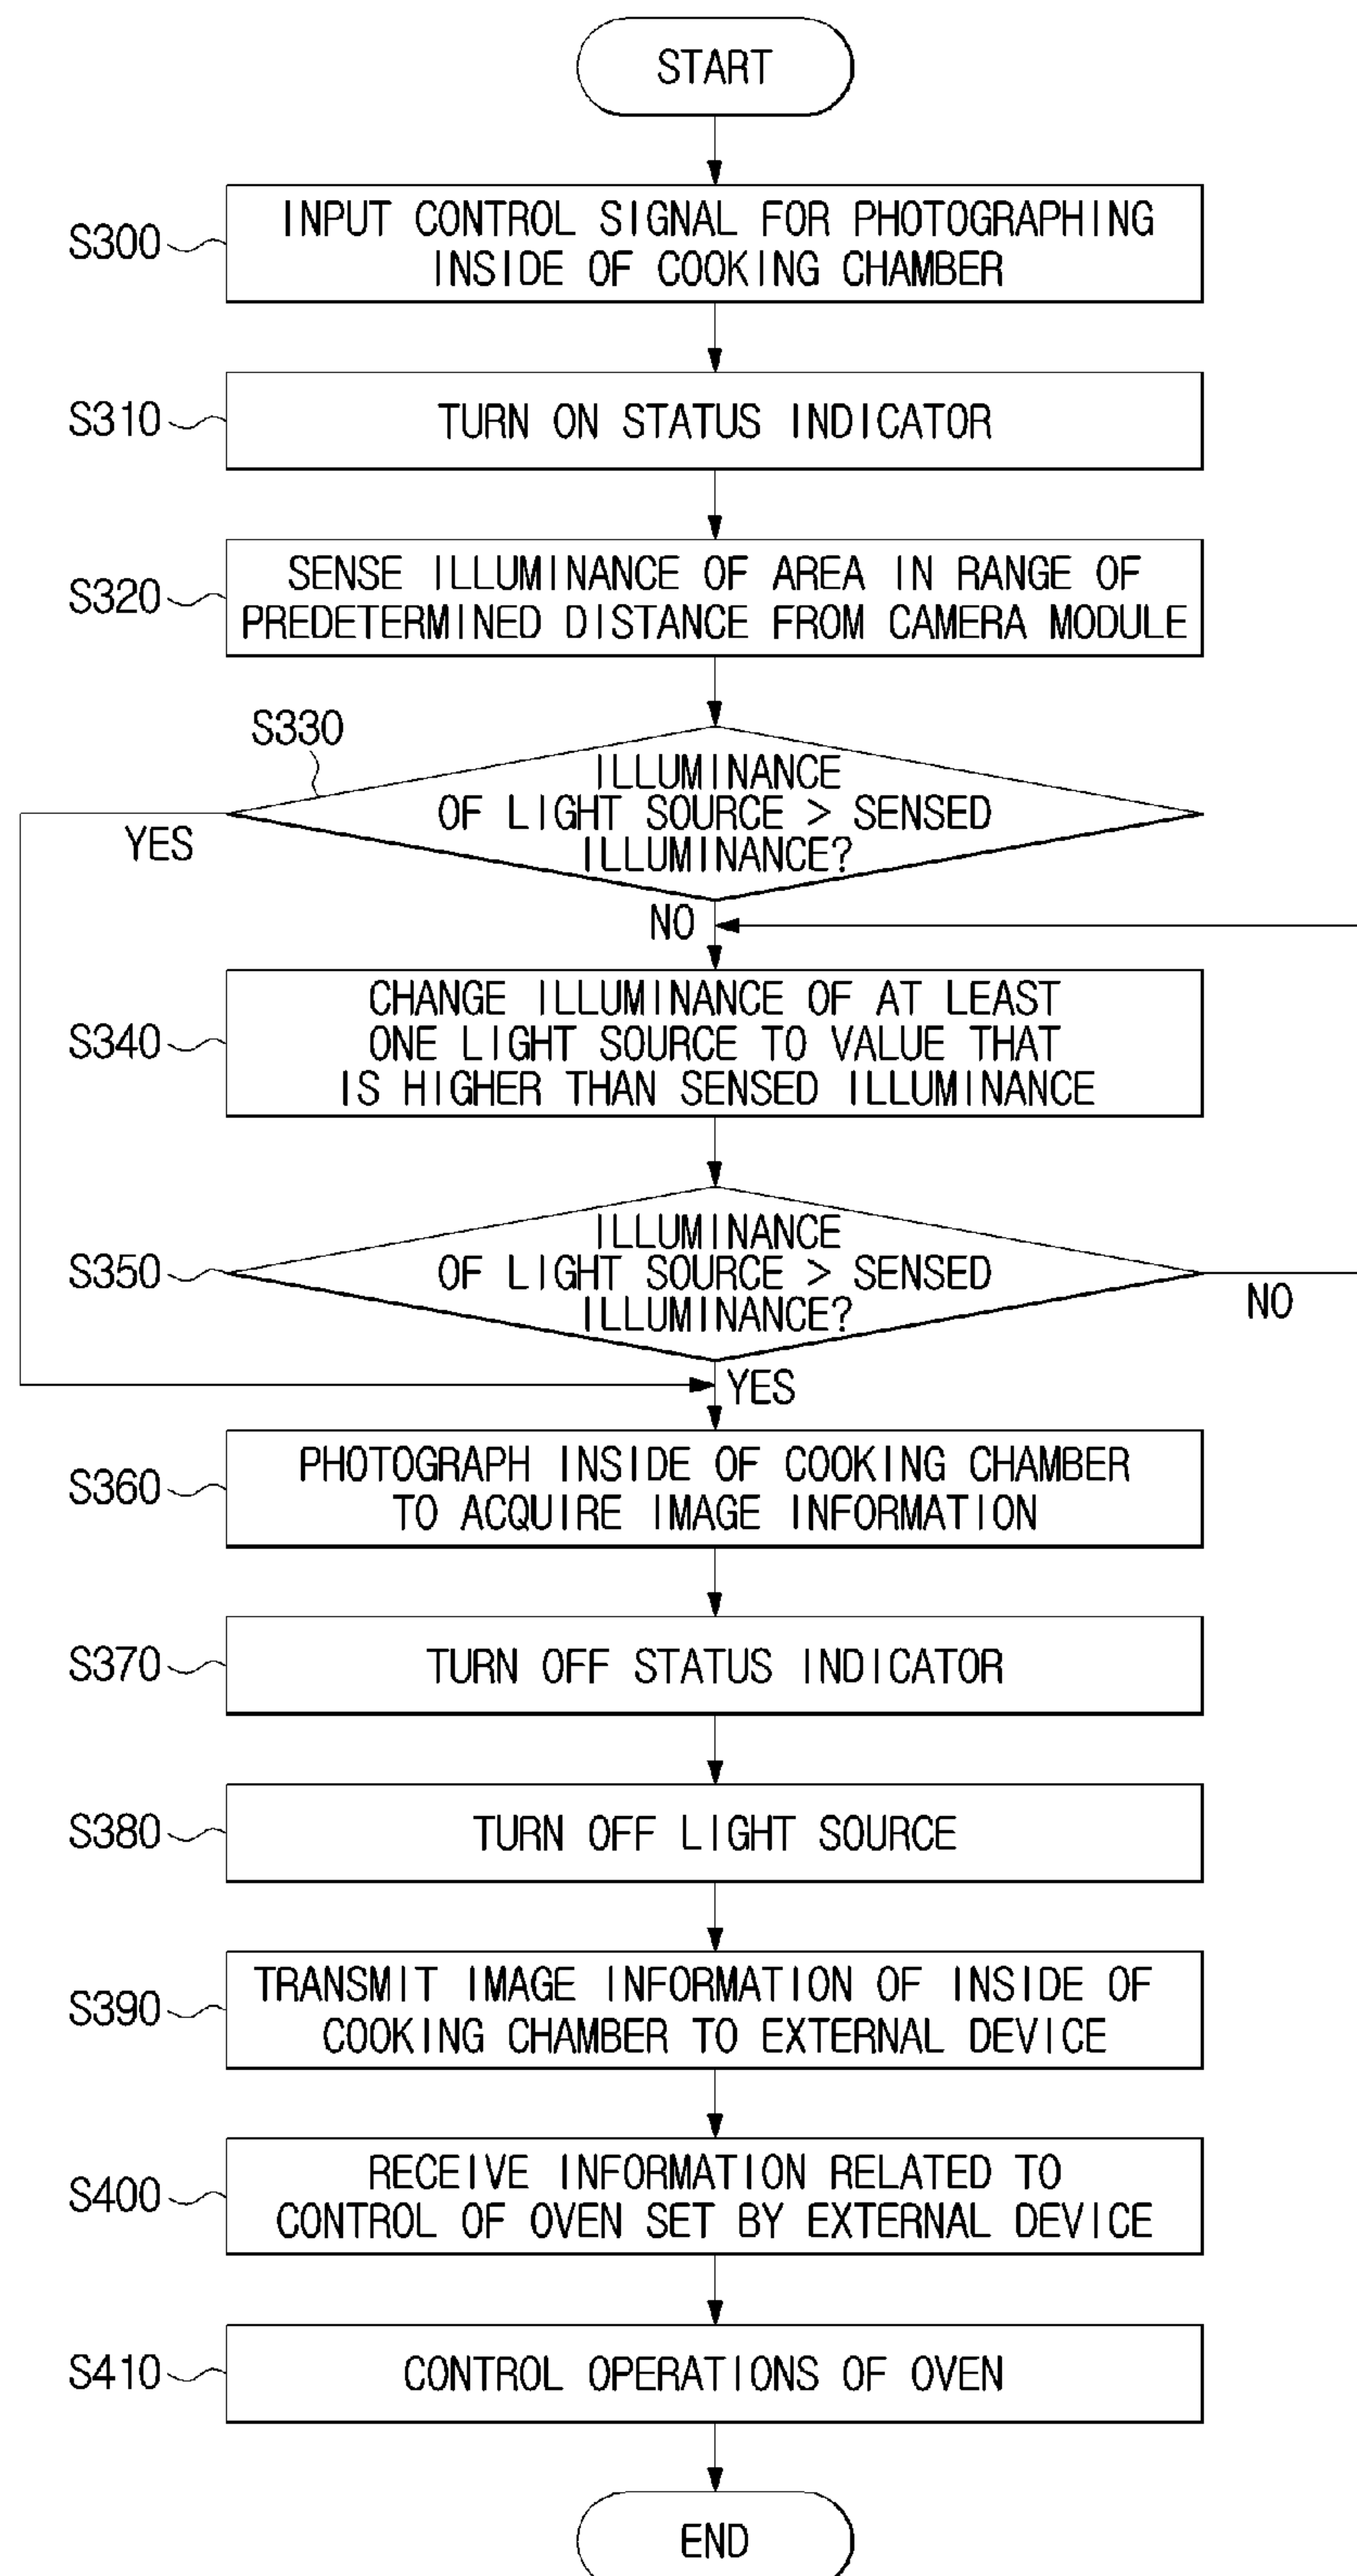 START
S300
INPUT CONTROL SIGNAL FOR PHOTOGRAPHING
INSIDE OF COOKING CHAMBER
S310
TURN ON STATUS INDICATOR
S320
SENSE ILLUMINANCE OF AREA IN RANGE OF
PREDETERMINED DISTANCE FROM CAMERA MODULE
S330
ILLUMINANCE
OF LIGHT SOURCE > SENSED
ILLUMINANCE?
YES
NO
S340
CHANGE ILLUMINANCE OF AT LEAST
ONE LIGHT SOURCE TO VALUE THAT
IS HIGHER THAN SENSED ILLUMINANCE
S350
ILLUMINANCE
OF LIGHT SOURCE > SENSED
ILLUMINANCE?
NO
YES
S360
PHOTOGRAPH INSIDE OF COOKING CHAMBER
TO ACQUIRE IMAGE INFORMATION
S370
TURN OFF STATUS INDICATOR
S380
TURN OFF LIGHT SOURCE
S390
TRANSMIT IMAGE INFORMATION OF INSIDE OF
COOKING CHAMBER TO EXTERNAL DEVICE
S400
RECEIVE INFORMATION RELATED TO
CONTROL OF OVEN SET BY EXTERNAL DEVICE
S410
CONTROL OPERATIONS OF OVEN
END